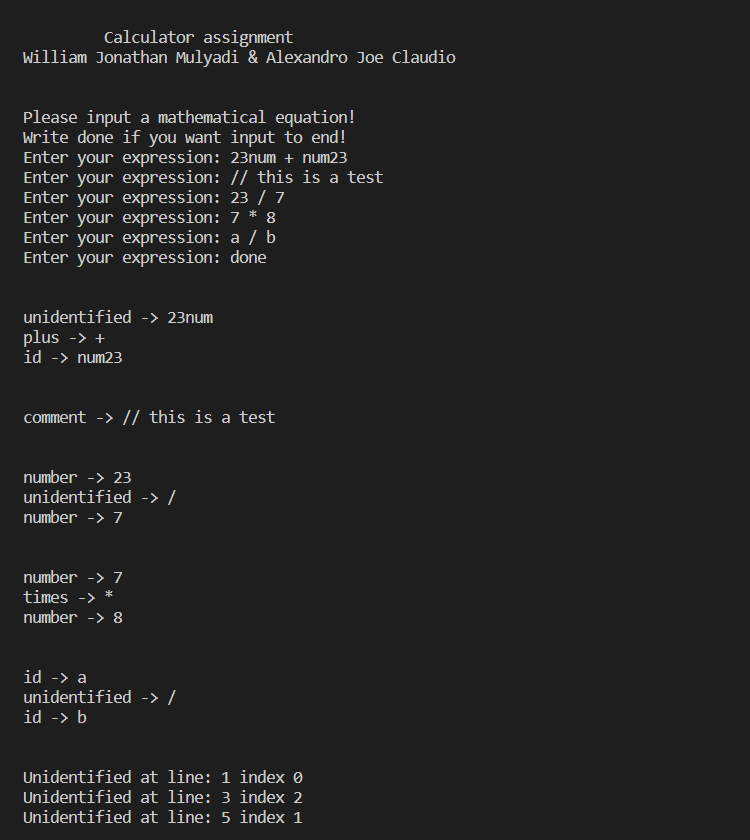 Calculator assignment
William Jonathan Mulyadi & Alexandro Joe Claudio
Please input a mathematical equation!
Write done if you want input to end!
Enter your expression: 23num + num23
Enter your expression: // this is a test
Enter your expression: 23 / 7
Enter your expression: 7 * 8
Enter your expression: a / b
Enter your expression: done
unidentified -> 23num
plus -> +
id -> num23
comment -> // this is a test
number -> 23
unidentified -> /
number -> 7
number -> 7
times -> *
number -> 8
id -> a
unidentified -> /
id -> b
Unidentified at line: 1 index 0
Unidentified at line: 3 index 2
Unidentified at line: 5 index 1